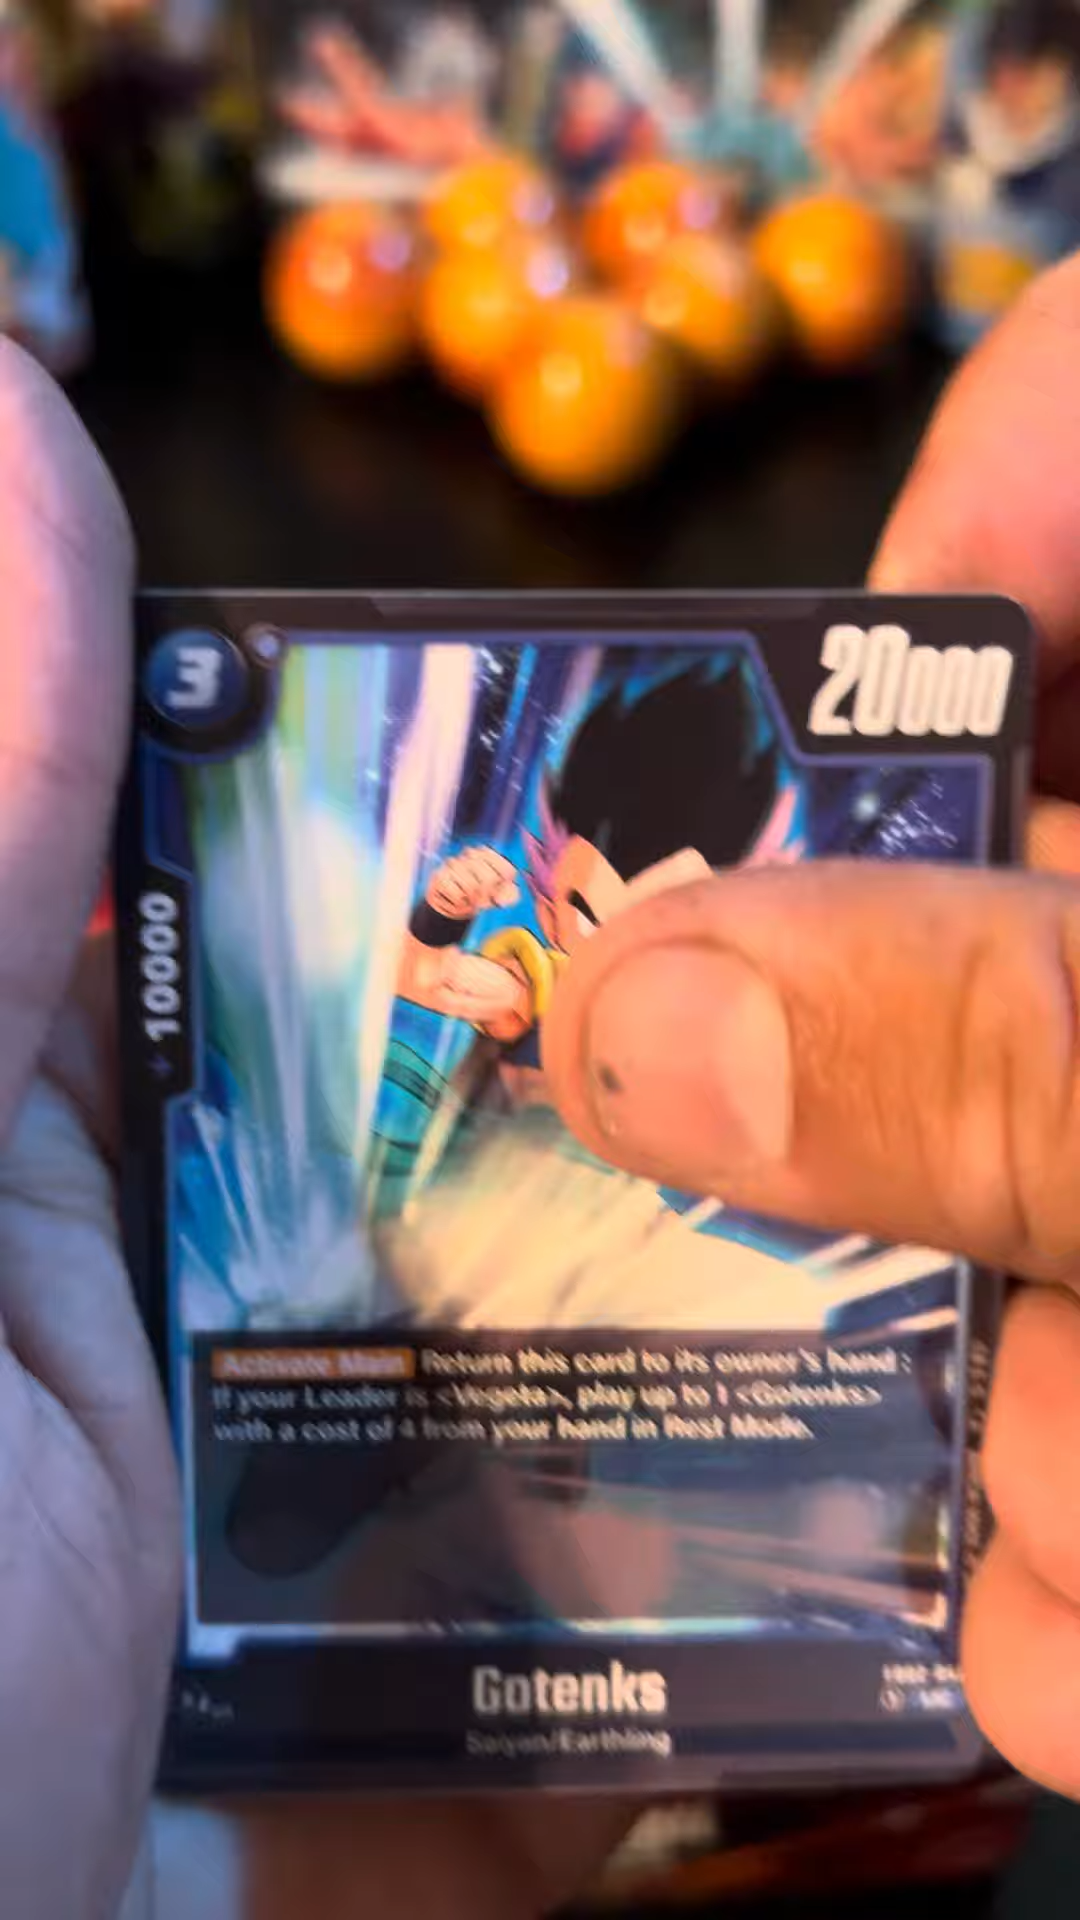 3
20000
+ 10000
Activate Main Return this card to its owner's hand :
If your Leader is <Vegeta>, play up to 1 <Gotenks>
with a cost of 4 from your hand in Rest Mode.
Gotenks
Saiyan/Earthling